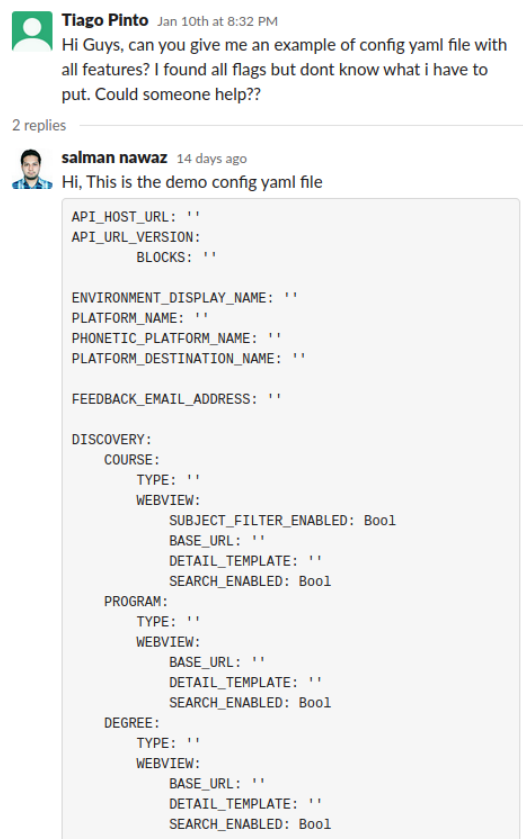 Tiago Pinto Jan 10th at 8:32 PM
Hi Guys, can you give me an example of config yaml file with
all features? I found all flags but dont know what i have to
put. Could someone help??
2 replies
salman nawaz 14 days ago
Hi, This is the demo config yaml file
API_HOST_URL: ''
API_URL_VERSION:
        BLOCKS: ''

ENVIRONMENT_DISPLAY_NAME: ''
PLATFORM_NAME: ''
PHONETIC_PLATFORM_NAME: ''
PLATFORM_DESTINATION_NAME: ''

FEEDBACK_EMAIL_ADDRESS: ''

DISCOVERY:
    COURSE:
        TYPE: ''
        WEBVIEW:
            SUBJECT_FILTER_ENABLED: Bool
            BASE_URL: ''
            DETAIL_TEMPLATE: ''
            SEARCH_ENABLED: Bool
    PROGRAM:
        TYPE: ''
        WEBVIEW:
            BASE_URL: ''
            DETAIL_TEMPLATE: ''
            SEARCH_ENABLED: Bool
    DEGREE:
        TYPE: ''
        WEBVIEW:
            BASE_URL: ''
            DETAIL_TEMPLATE: ''
            SEARCH_ENABLED: Bool